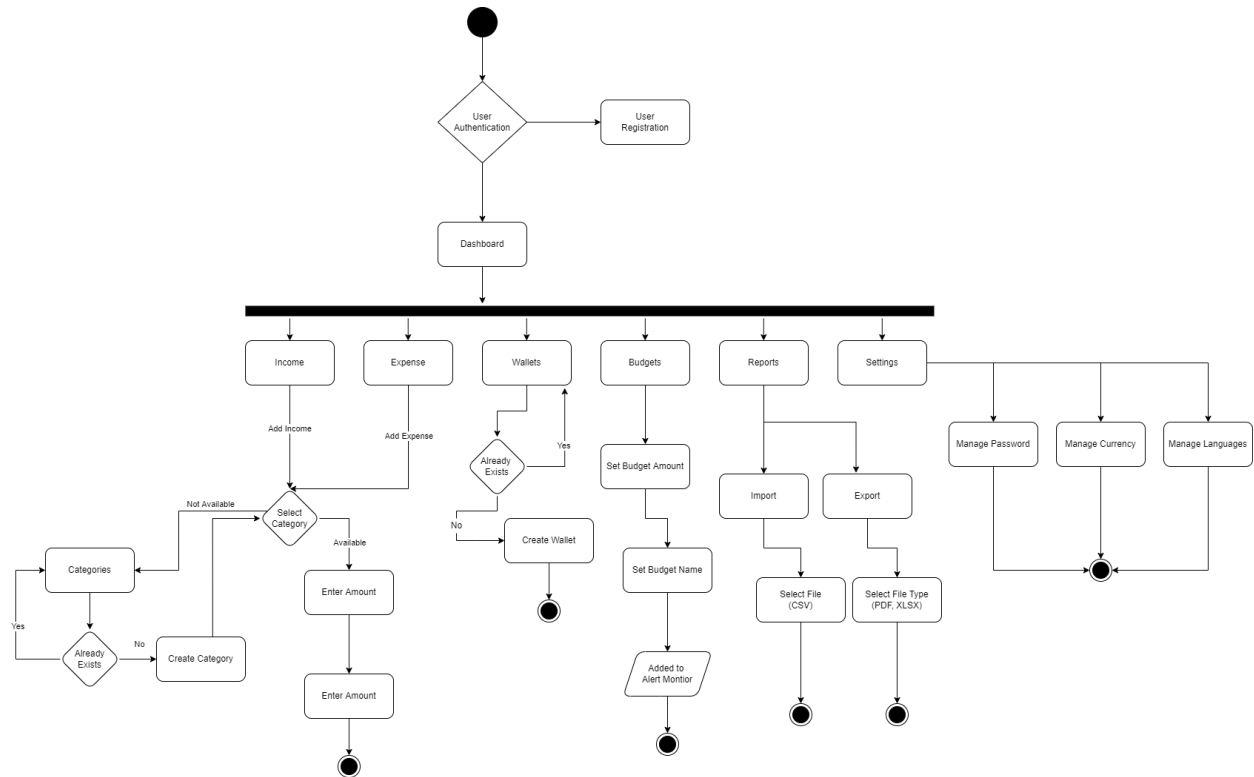 User
Authentication
User
Registration
Dashboard
Income
Expense
Wallets
Budgets
Reports
Settings
Add Income
Add Expense
Yes
Already
Exists
No
Create Wallet
Set Budget Amount
Set Budget Name
Added to
Alert Montior
Import
Export
Select File
(CSV)
Select File Type
(PDF, XLSX)
Manage Password
Manage Currency
Manage Languages
Select
Category
Not Available
Available
Categories
Yes
Already
Exists
No
Create Category
Enter Amount
Enter Amount